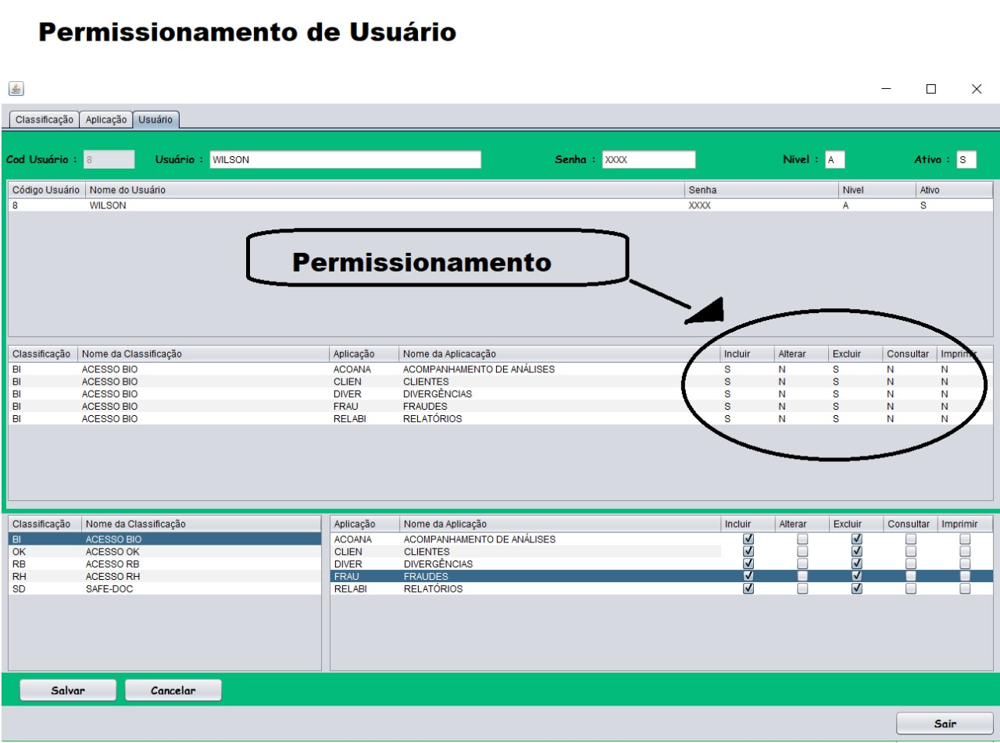 Permissionamento de Usuário
Classificação Aplicação Usuário
Cod Usuário : 8 Usuário : WILSON Senha : XXXX Nivel : A Ativo : S
Código Usuário Nome do Usuário Senha Nivel Ativo
8 WILSON XXXX A S
Permissionamento
Classificação Nome da Classificação Aplicação Nome da Aplicacação Incluir Alterar Excluir Consultar Imprimir
BI ACESSO BIO ACOANA ACOMPANHAMENTO DE ANÁLISES S N S N N
BI ACESSO BIO CLIEN CLIENTES S N S N N
BI ACESSO BIO DIVER DIVERGÊNCIAS S N S N N
BI ACESSO BIO FRAU FRAUDES S N S N N
BI ACESSO BIO RELABI RELATÓRIOS S N S N N
Classificação Nome da Classificação Aplicação Nome da Aplicação Incluir Alterar Excluir Consultar Imprimir
BI ACESSO BIO ACOANA ACOMPANHAMENTO DE ANÁLISES
OK ACESSO OK CLIEN CLIENTES
RB ACESSO RB DIVER DIVERGÊNCIAS
RH ACESSO RH FRAU FRAUDES
SD SAFE-DOC RELABI RELATÓRIOS
Salvar Cancelar
Sair